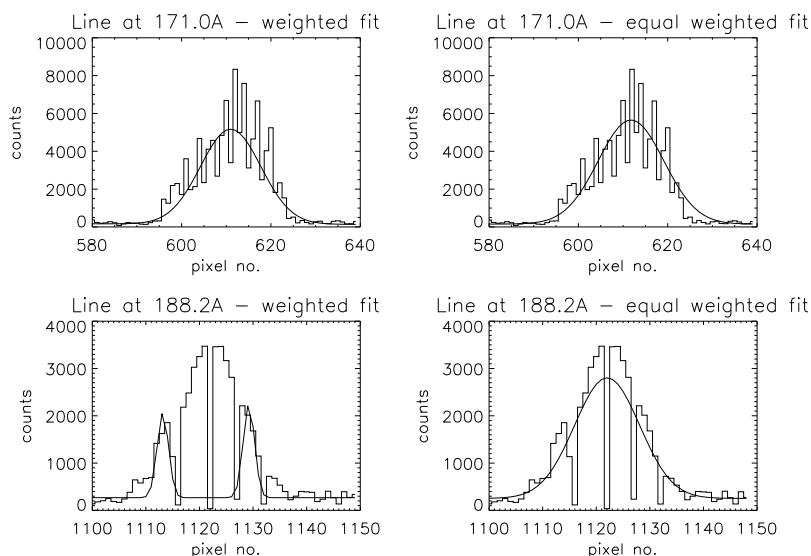 Line at 171.0A – weighted fit
10000
8000
6000
4000
2000
0
counts
580 600 620 640
pixel no.
Line at 171.0A – equal weighted fit
10000
8000
6000
4000
2000
0
counts
580 600 620 640
pixel no.
Line at 188.2A – weighted fit
4000
3000
2000
1000
0
counts
1100 1110 1120 1130 1140 1150
pixel no.
Line at 188.2A – equal weighted fit
4000
3000
2000
1000
0
counts
1100 1110 1120 1130 1140 1150
pixel no.